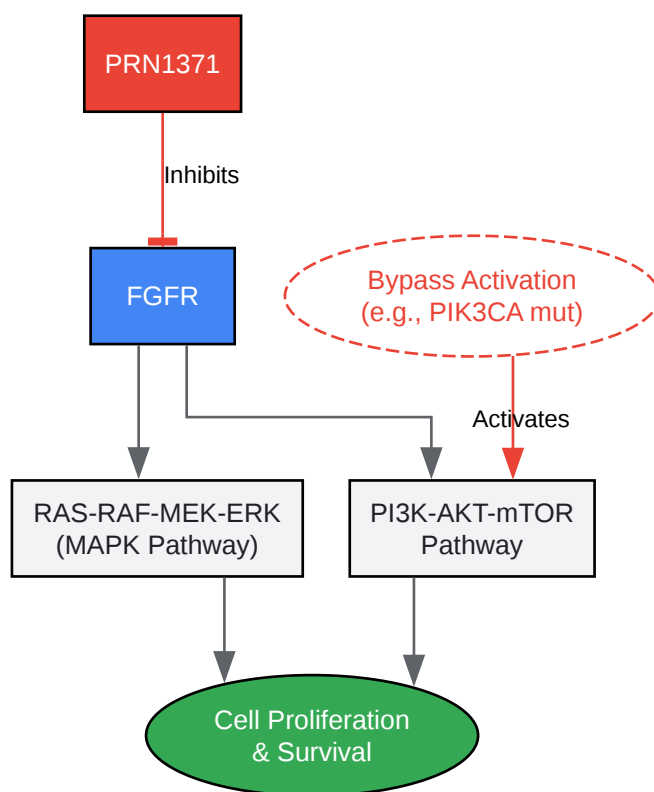 PRN1371
Inhibits
FGFR
Bypass Activation
(e.g., PIK3CA mut)
Activates
RAS-RAF-MEK-ERK
(MAPK Pathway)
PI3K-AKT-mTOR
Pathway
Cell Proliferation
& Survival